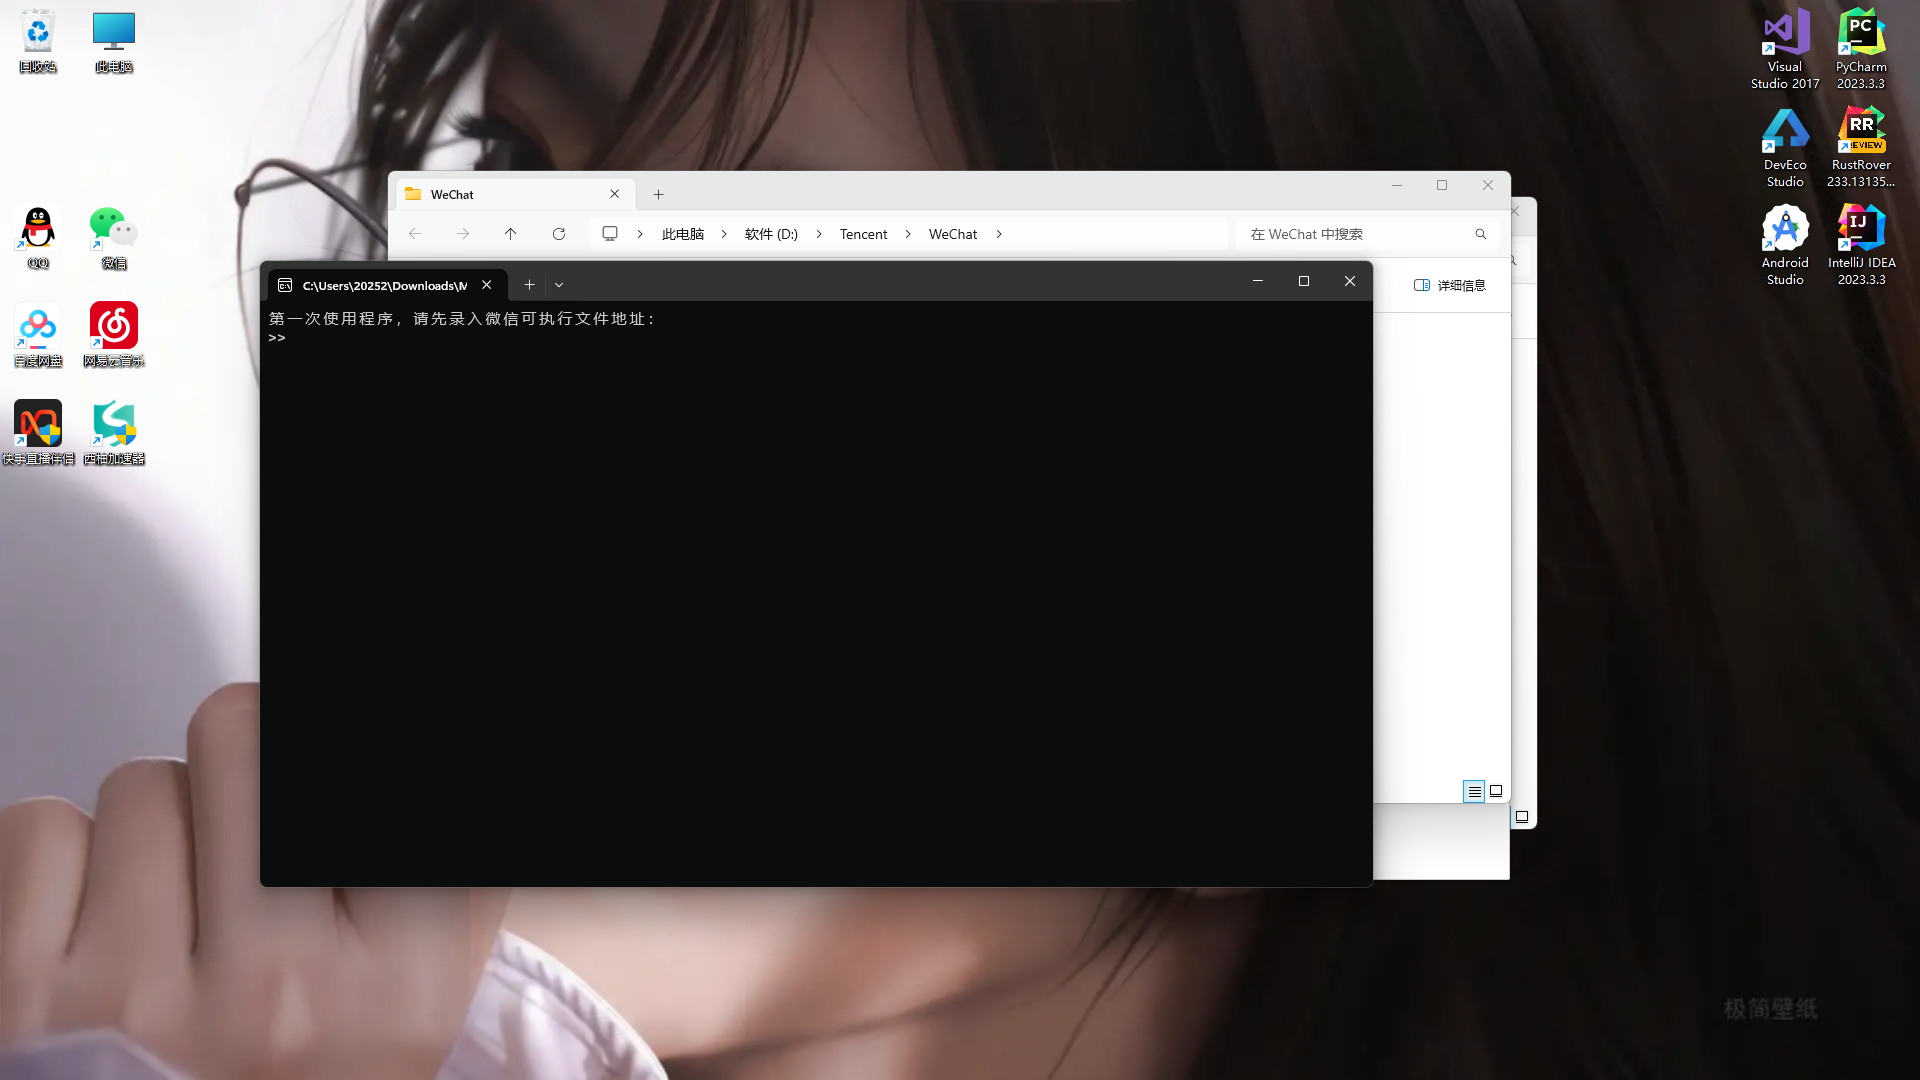 回收站
此电脑
QQ
微信
百度网盘
网易云音乐
快手直播伴侣
西柚加速器
Visual
Studio 2017
PC
PyCharm
2023.3.3
DevEco
Studio
RR
REVIEW
RustRover
233.13135...
Android
Studio
IJ
IntelliJ IDEA
2023.3.3
WeChat
此电脑
软件 (D:)
Tencent
WeChat
在 WeChat 中搜索
详细信息
C:\Users\20252\Downloads\M
第一次使用程序，请先录入微信可执行文件地址：
>>
极简壁纸